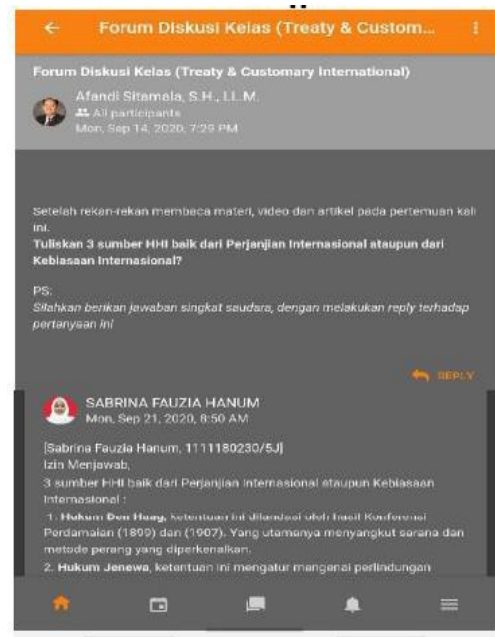 Forum Diskusi Kelas (Treaty & Custom...
Forum Diskusi Kelas (Treaty & Customary International)
Afandi Sitamala, S.H., LL.M.
All participants
Mon, Sep 14, 2020, 7:29 PM
Setelah rekan-rekan membaca materi, video dan artikel pada pertemuan kali
ini.
Tuliskan 3 sumber HHI baik dari Perjanjian Internasional ataupun dari
Kebiasaan Internasional?
PS:
Silahkan berikan jawaban singkat saudara, dengan melakukan reply terhadap
pertanyaan ini
REPLY
SABRINA FAUZIA HANUM
Mon, Sep 21, 2020, 8:50 AM
[Sabrina Fauzia Hanum, 1111180230/5J]
Izin Menjawab,
3 sumber HHI baik dari Perjanjian Internasional ataupun Kebiasaan
Internasional :
1. Hukum Den Haag, ketentuan ini dilandasi oleh hasil Konferensi
Perdamaian (1899) dan (1907). Yang utamanya menyangkut sarana dan
metode perang yang diperkenalkan.
2. Hukum Jenewa, ketentuan ini mengatur mengenai perlindungan